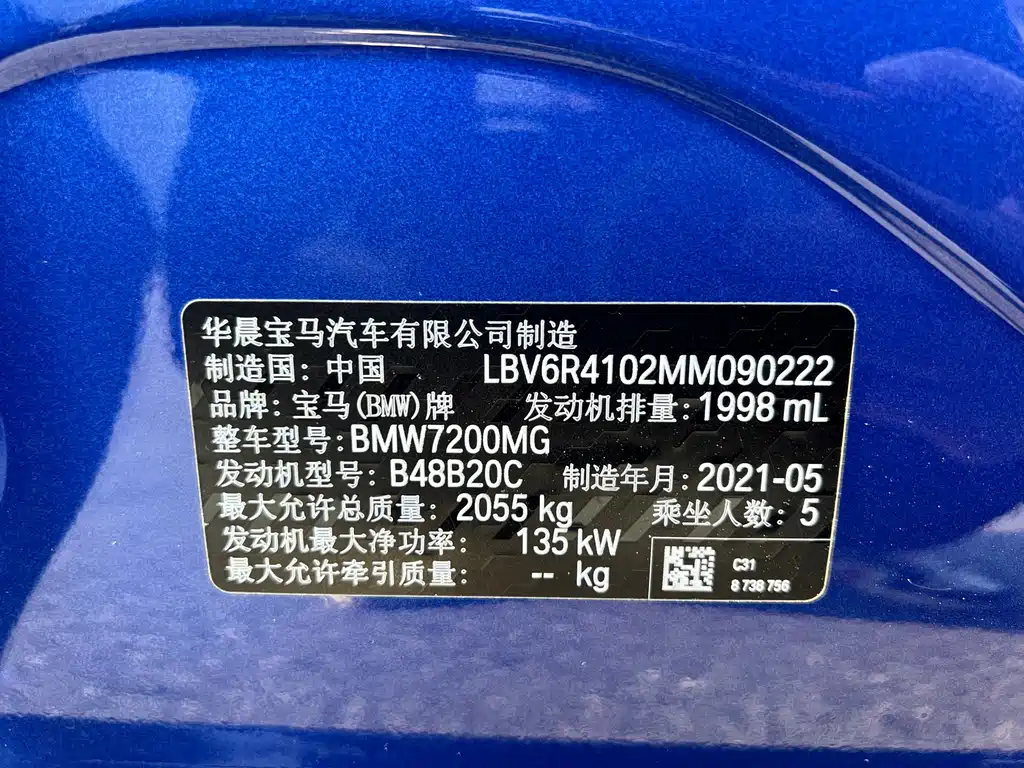 华晨宝马汽车有限公司制造
制造国: 中国 LBV6R4102MM090222
品牌: 宝马(BMW)牌 发动机排量: 1998 mL
整车型号: BMW7200MG
发动机型号: B48B20C 制造年月: 2021-05
最大允许总质量: 2055 kg 乘坐人数: 5
发动机最大净功率: 135 kW
最大允许牵引质量: -- kg
C31
8 738 756